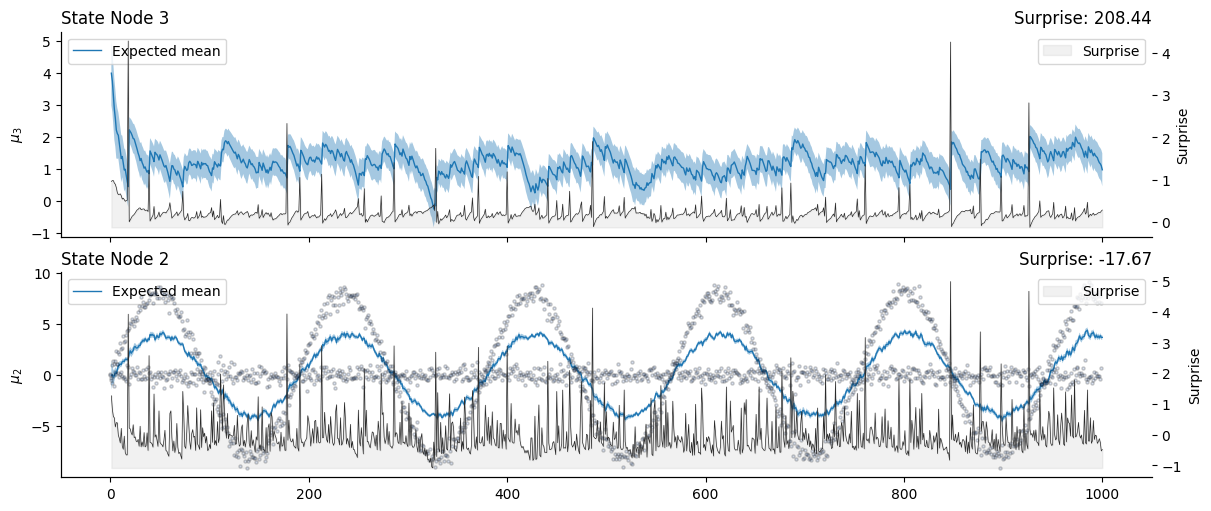 State Node 3
Surprise: 208.44
Expected mean
Surprise
5
4
3
2
1
0
−1
μ3
4
3
2
1
0
Surprise
State Node 2
Surprise: -17.67
Expected mean
Surprise
10
5
0
−5
μ2
5
4
3
2
1
0
−1
Surprise
0
200
400
600
800
1000